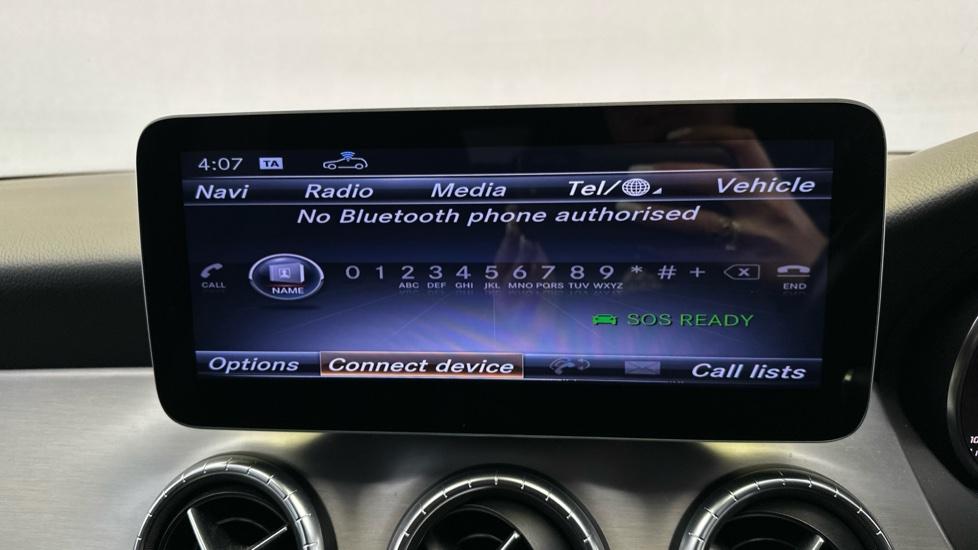 4:07 TA
Navi Radio Media Tel/ Vehicle
No Bluetooth phone authorised
CALL NAME 0 1 2 ABC 3 DEF 4 GHI 5 JKL 6 MNO 7 PQRS 8 TUV 9 WXYZ * # + X END
SOS READY
Options Connect device Call lists